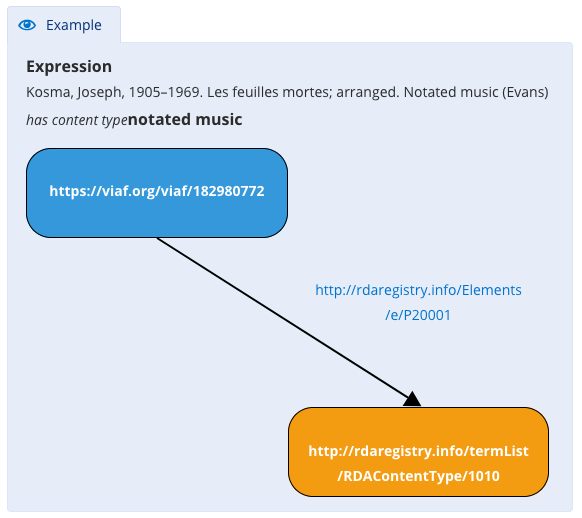 Example
Expression
Kosma, Joseph, 1905–1969. Les feuilles mortes; arranged. Notated music (Evans)
has content typenotated music
https://viaf.org/viaf/182980772
http://rdaregistry.info/Elements
/e/P20001
http://rdaregistry.info/termList
/RDAContentType/1010